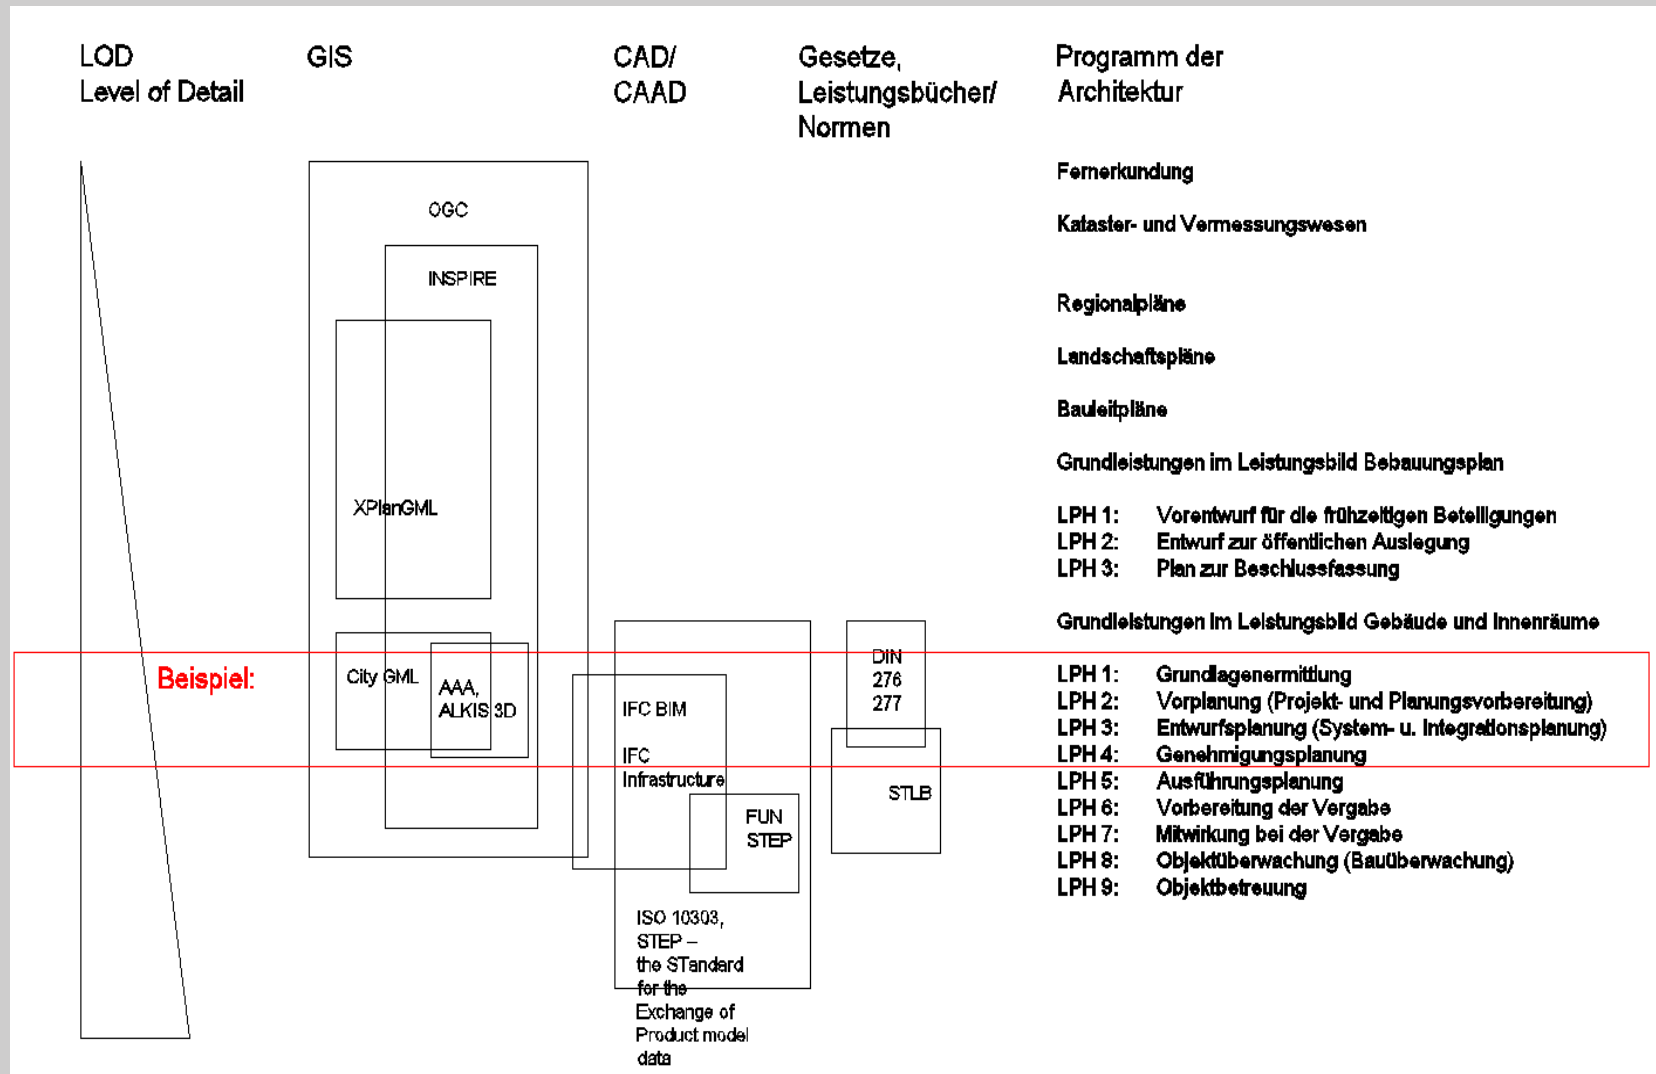 LOD
Level of Detail
GIS
CAD/
CAAD
Gesetze,
Leistungsbücher/
Normen
Programm der
Architektur
OGC
INSPIRE
XPlanGML
City GML
AAA,
ALKIS 3D
Beispiel:
IFC BIM
IFC
Infrastructure
FUN
STEP
ISO 10303,
STEP –
the STandard
for the
Exchange of
Product model
data
DIN
276
277
STLB
Fernerkundung
Kataster- und Vermessungswesen
Regionalpläne
Landschaftspläne
Bauleitpläne
Grundleistungen im Leistungsbild Bebauungsplan
LPH 1: Vorentwurf für die frühzeitigen Beteiligungen
LPH 2: Entwurf zur öffentlichen Auslegung
LPH 3: Plan zur Beschlussfassung
Grundleistungen im Leistungsbild Gebäude und Innenräume
LPH 1: Grundlagenermittlung
LPH 2: Vorplanung (Projekt- und Planungsvorbereitung)
LPH 3: Entwurfsplanung (System- u. Integrationsplanung)
LPH 4: Genehmigungsplanung
LPH 5: Ausführungsplanung
LPH 6: Vorbereitung der Vergabe
LPH 7: Mitwirkung bei der Vergabe
LPH 8: Objektüberwachung (Bauüberwachung)
LPH 9: Objektbetreuung